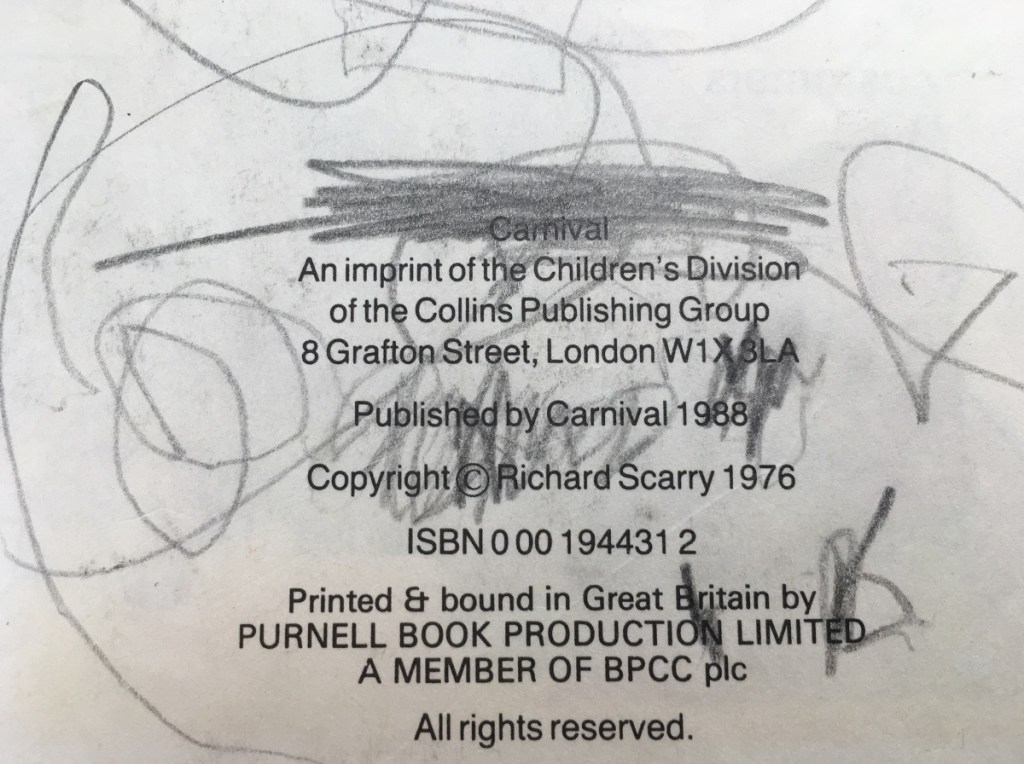 Carnival
An imprint of the Children's Division
of the Collins Publishing Group
8 Grafton Street, London W1X 3LA
Published by Carnival 1988
Copyright © Richard Scarry 1976
ISBN 0 00 194431 2
Printed & bound in Great Britain by
PURNELL BOOK PRODUCTION LIMITED
A MEMBER OF BPCC plc
All rights reserved.